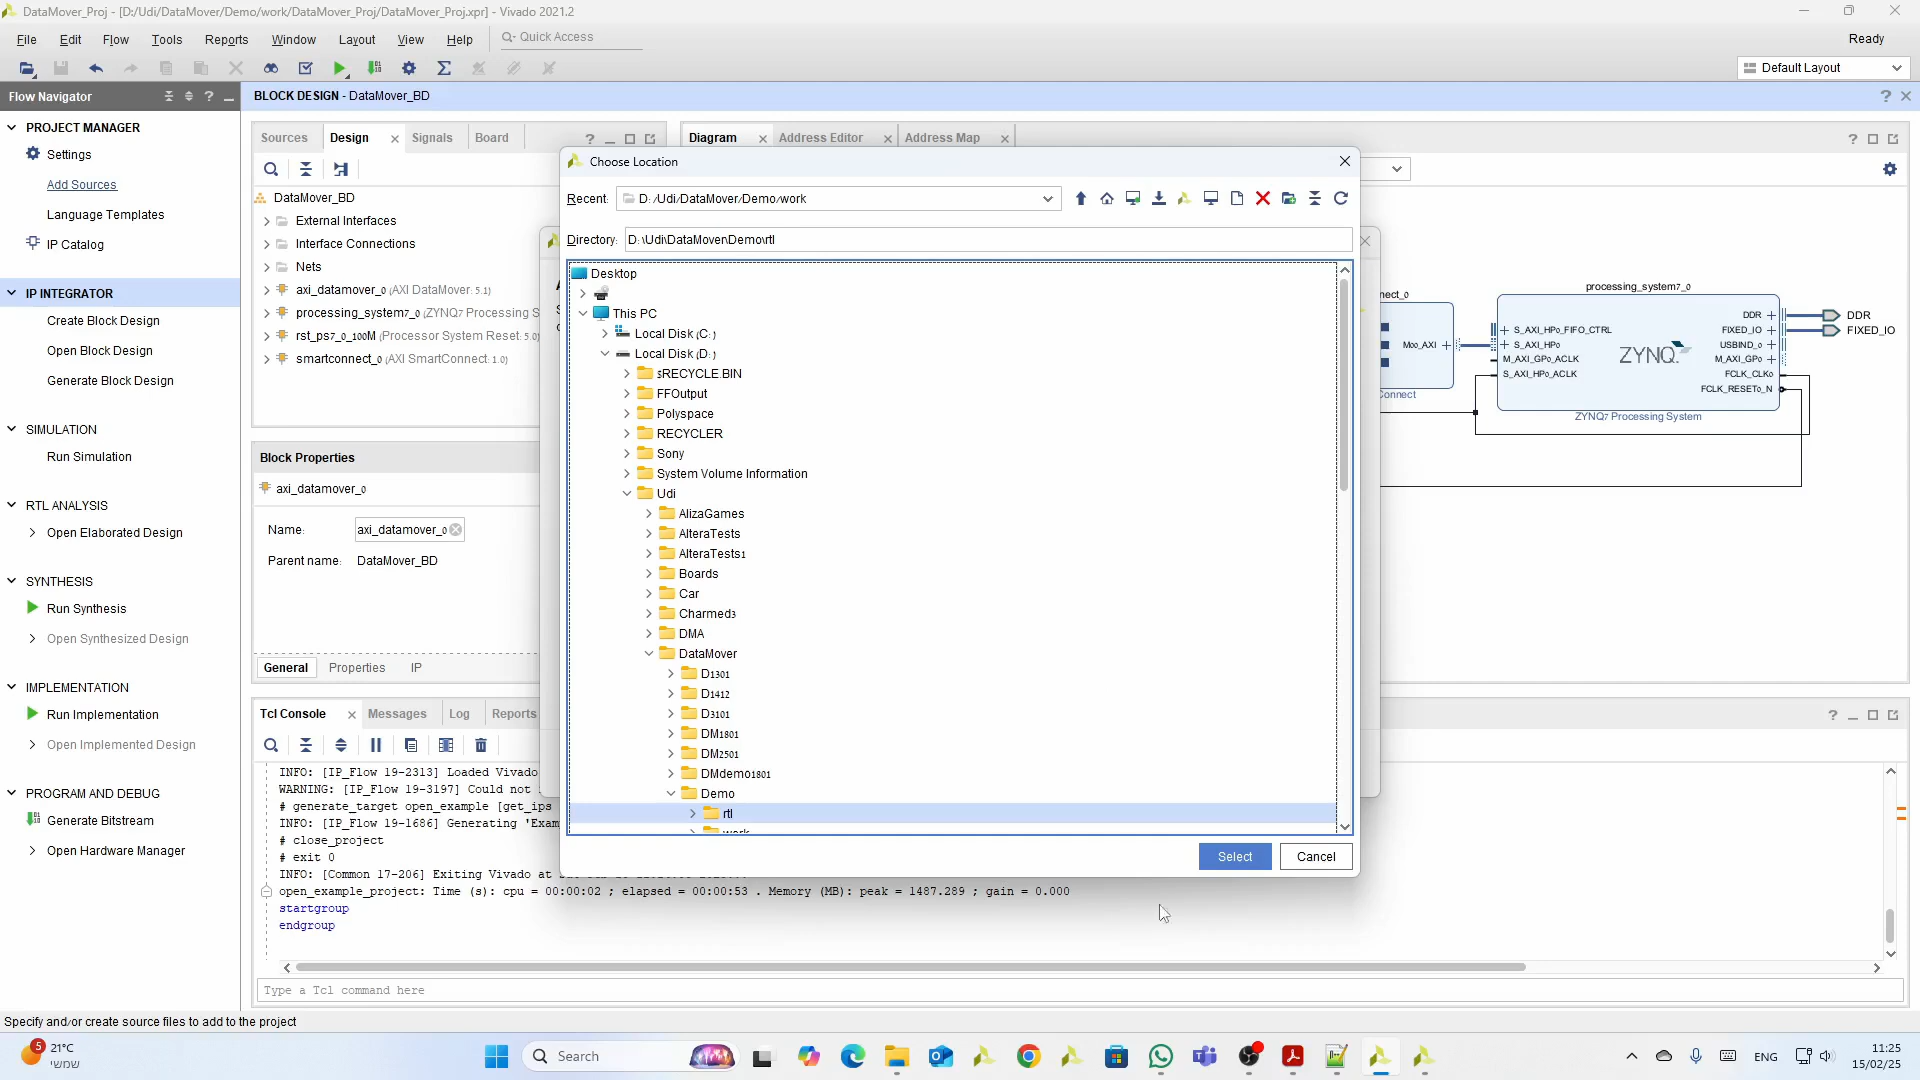 DataMover_Proj - [D:/Udi/DataMover/Demo/work/DataMover_Proj/DataMover_Proj.xpr] - Vivado 2021.2
File Edit Flow Tools Reports Window Layout View Help Quick Access Ready
Default Layout
Flow Navigator
BLOCK DESIGN - DataMover_BD
PROJECT MANAGER
Settings
Add Sources
Language Templates
IP Catalog
IP INTEGRATOR
Create Block Design
Open Block Design
Generate Block Design
SIMULATION
Run Simulation
RTL ANALYSIS
Open Elaborated Design
SYNTHESIS
Run Synthesis
Open Synthesized Design
IMPLEMENTATION
Run Implementation
Open Implemented Design
PROGRAM AND DEBUG
Generate Bitstream
Open Hardware Manager
Sources Design Signals Board
DataMover_BD
External Interfaces
Interface Connections
Nets
axi_datamover_0 (AXI DataMover:5.1)
processing_system7_0 (ZYNQ7 Processing S
rst_ps7_0_100M (Processor System Reset:5.0)
smartconnect_0 (AXI SmartConnect:1.0)
Block Properties
axi_datamover_0
Name: axi_datamover_0
Parent name: DataMover_BD
General Properties IP
Diagram Address Editor Address Map
nect_0
M00_AXI
onnect
processing_system7_0
S_AXI_HP0_FIFO_CTRL
S_AXI_HP0
M_AXI_GP0_ACLK
S_AXI_HP0_ACLK
ZYNQ
DDR
FIXED_IO
USBIND_0
M_AXI_GP0
FCLK_CLK0
FCLK_RESET0_N
ZYNQ7 Processing System
DDR
FIXED_IO
Choose Location
Recent: D:/Udi/DataMover/Demo/work
Directory: D:\Udi\DataMover\Demo\rtl
Desktop
This PC
Local Disk (C:)
Local Disk (D:)
$RECYCLE.BIN
FFOutput
Polyspace
RECYCLER
Sony
System Volume Information
Udi
AlizaGames
AlteraTests
AlteraTests1
Boards
Car
Charmed3
DMA
DataMover
D1301
D1412
D3101
DM1801
DM2501
DMdemo1801
Demo
rtl
work
Select Cancel
Tcl Console Messages Log Reports
INFO: [IP_Flow 19-2313] Loaded Vivado
WARNING: [IP_Flow 19-3197] Could not
# generate_target open_example [get_ips
INFO: [IP_Flow 19-1686] Generating 'Exam
# close_project
# exit 0
INFO: [Common 17-206] Exiting Vivado at
open_example_project: Time (s): cpu = 00:00:02 ; elapsed = 00:00:53 . Memory (MB): peak = 1487.289 ; gain = 0.000
startgroup
endgroup
Type a Tcl command here
Specify and/or create source files to add to the project
5
21°C
שמשי
Search
ENG
11:25
15/02/25